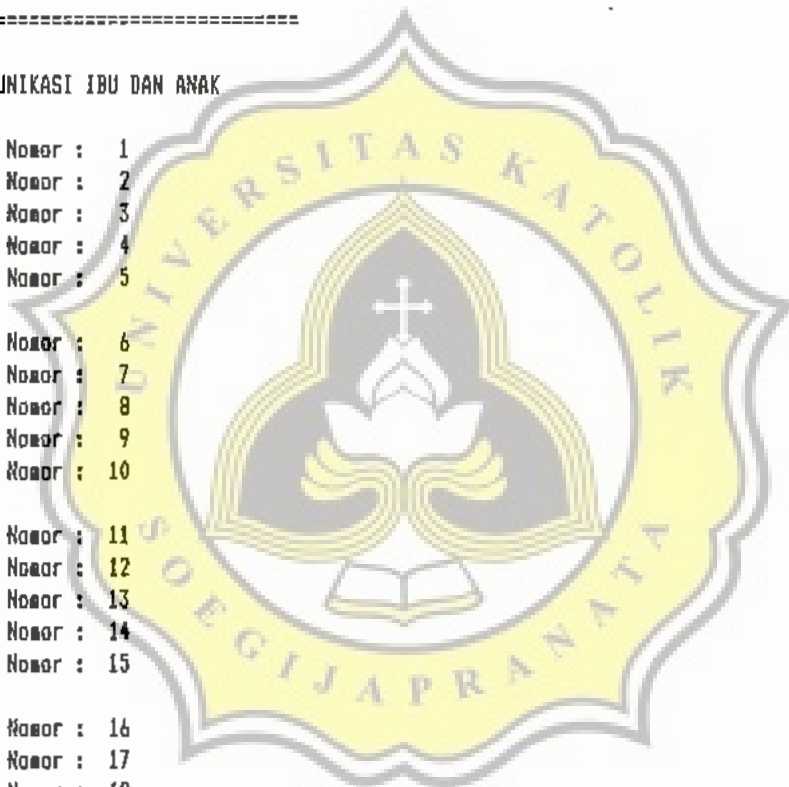 ===========================
UNIKASI IBU DAN ANAK
Nomor : 1
Nomor : 2
Nomor : 3
Nomor : 4
Nomor : 5
Nomor : 6
Nomor : 7
Nomor : 8
Nomor : 9
Nomor : 10
Nomor : 11
Nomor : 12
Nomor : 13
Nomor : 14
Nomor : 15
Nomor : 16
Nomor : 17
UNIVERSITAS KATOLIK
SOEGIJAPRANATA